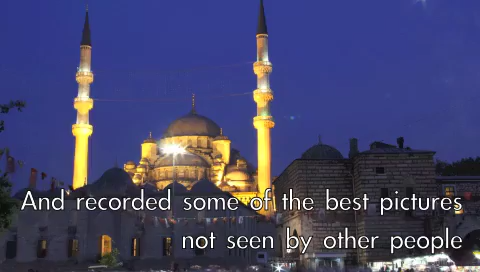 And recorded some of the best pictures
not seen by other people